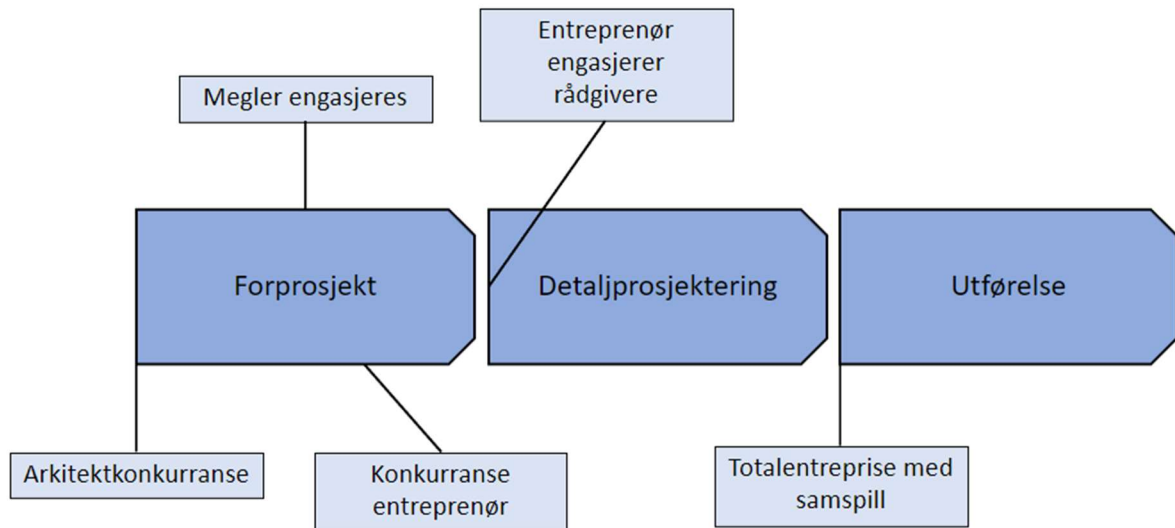 Entreprenør
engasjerer
rådgivere
Megler engasjeres
Forprosjekt
Detaljprosjektering
Utførelse
Arkitektkonkurranse
Konkurranse
entreprenør
Totalentreprise med
samspill